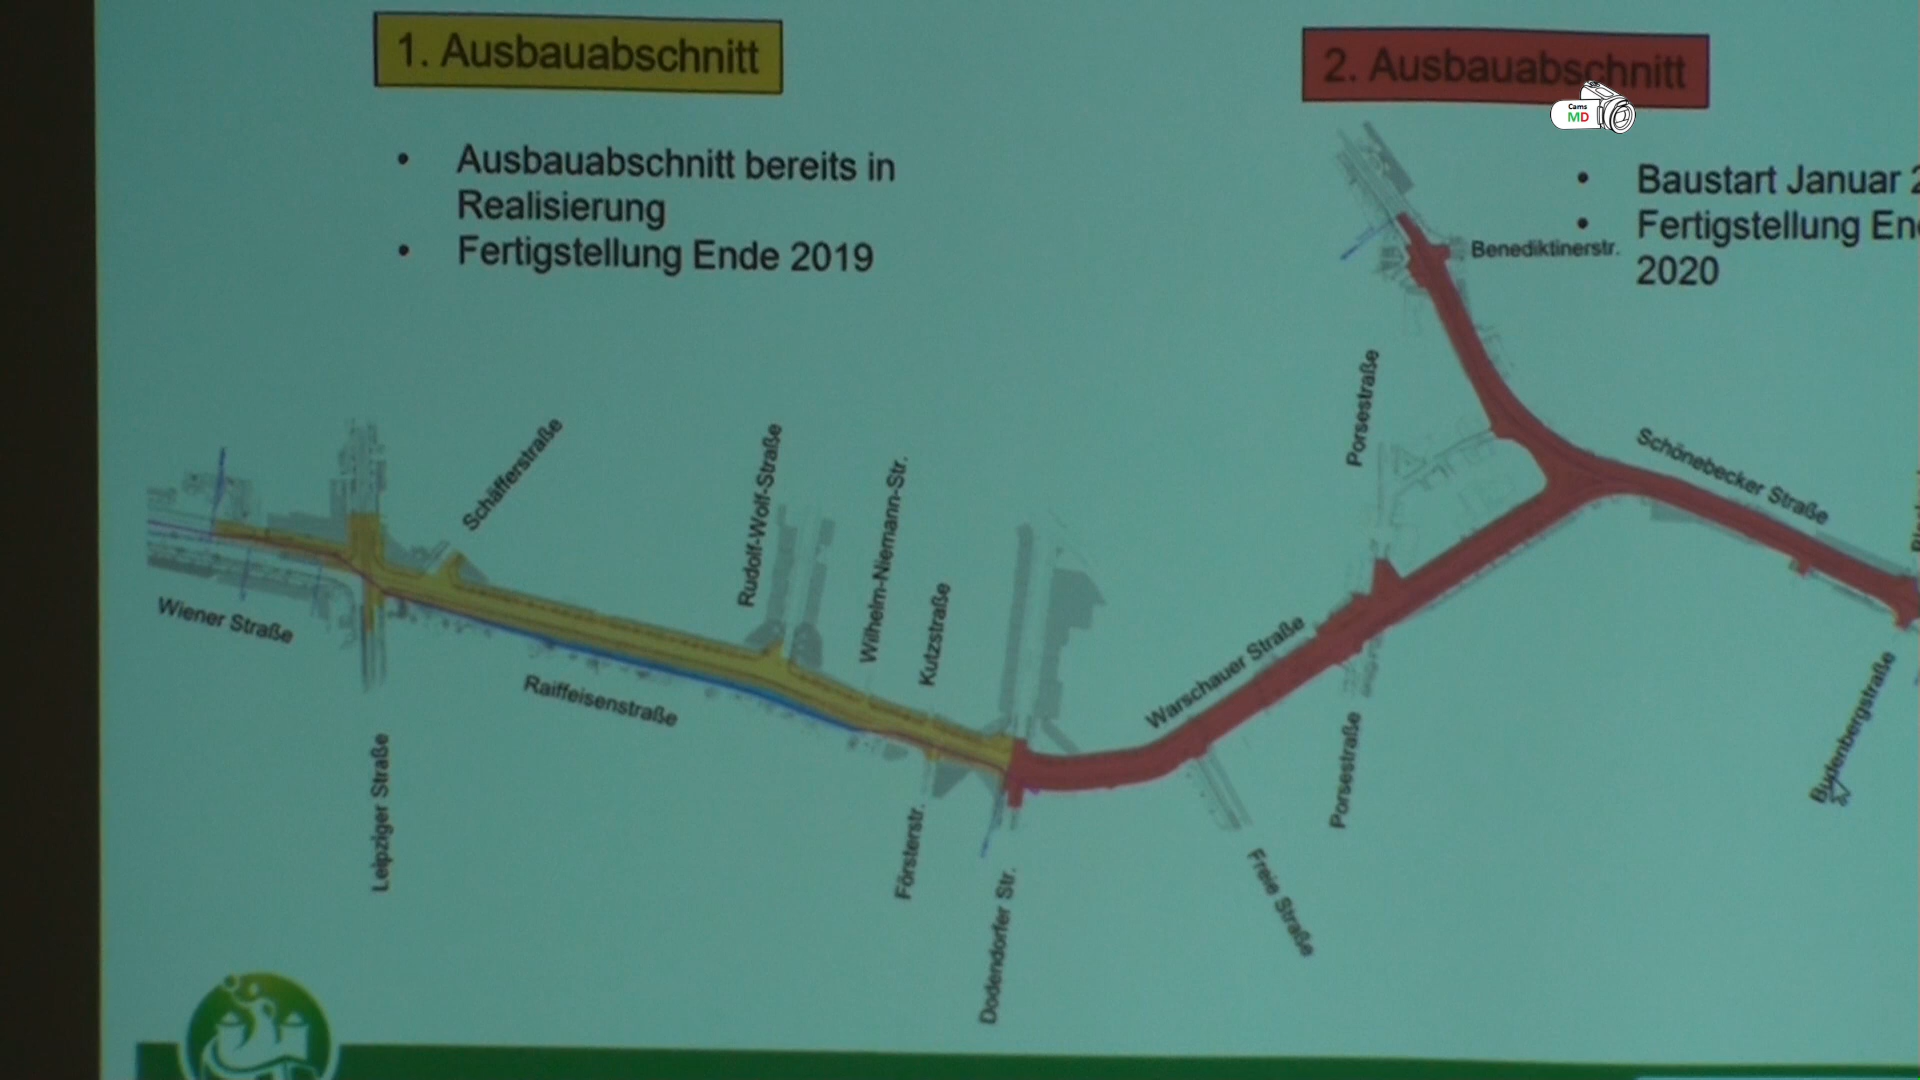 1. Ausbauabschnitt
• Ausbauabschnitt bereits in
Realisierung
• Fertigstellung Ende 2019
2. Ausbauabschnitt
Cams
MD
• Baustart Januar
• Fertigstellung
2020
Benediktinerstr.
Porsestraße
Schönebecker Straße
Schäfferstraße
Rudolf-Wolf-Straße
Wilhelm-Niemann-Str.
Kutzstraße
Wiener Straße
Raiffeisenstraße
Warschauer Straße
Leipziger Straße
Försterstr.
Dodendorfer Str.
Freie Straße
Porsestraße
Budenbergstraße